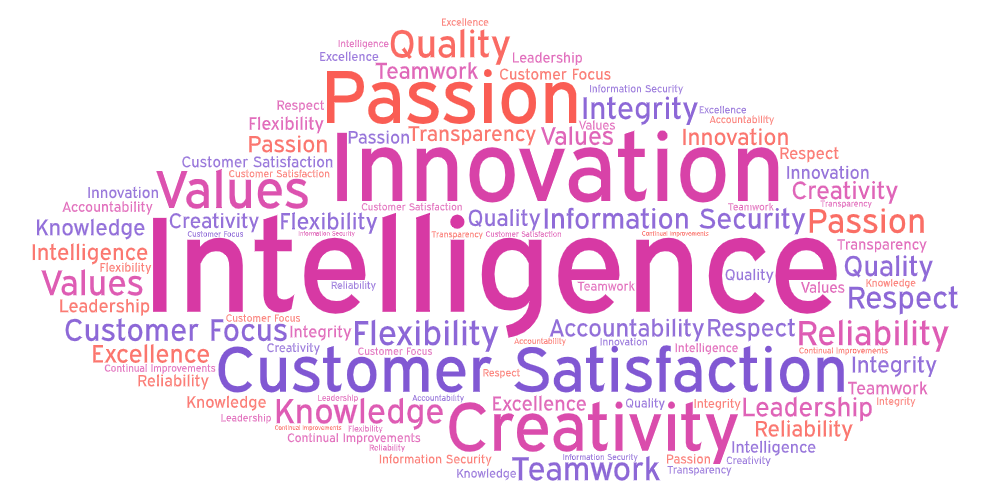 Excellence
Intelligence Quality
Excellence Leadership
Teamwork Customer Focus
Passion Information Security
Respect Integrity Excellence
Flexibility Accountability
Passion Transparency Values Values Innovation
Passion Innovation Respect
Customer Satisfaction Innovation
Customer Satisfaction
Innovation Values Creativity
Accountability Customer Satisfaction Teamwork Transparency
Knowledge Creativity Flexibility Quality Information Security Passion
Customer Focus Information Security Transparency Customer Satisfaction Continual Improvements
Intelligence Intelligence Transparency
Flexibility Quality Quality
Values Reliability Teamwork Values Knowledge
Leadership Respect
Customer Focus
Customer Focus Integrity Flexibility Accountability Respect Reliability
Accountability Innovation
Excellence Creativity Customer Focus Intelligence Continual Improvements
Continual Improvements Customer Satisfaction Integrity
Reliability Respect
Teamwork
Knowledge Leadership Accountability Excellence Quality Integrity Leadership Integrity
Leadership Knowledge Creativity
Continual Improvements Flexibility Reliability
Continual Improvements
Reliability Intelligence
Information Security Information Security Passion Creativity
Knowledge Teamwork Transparency